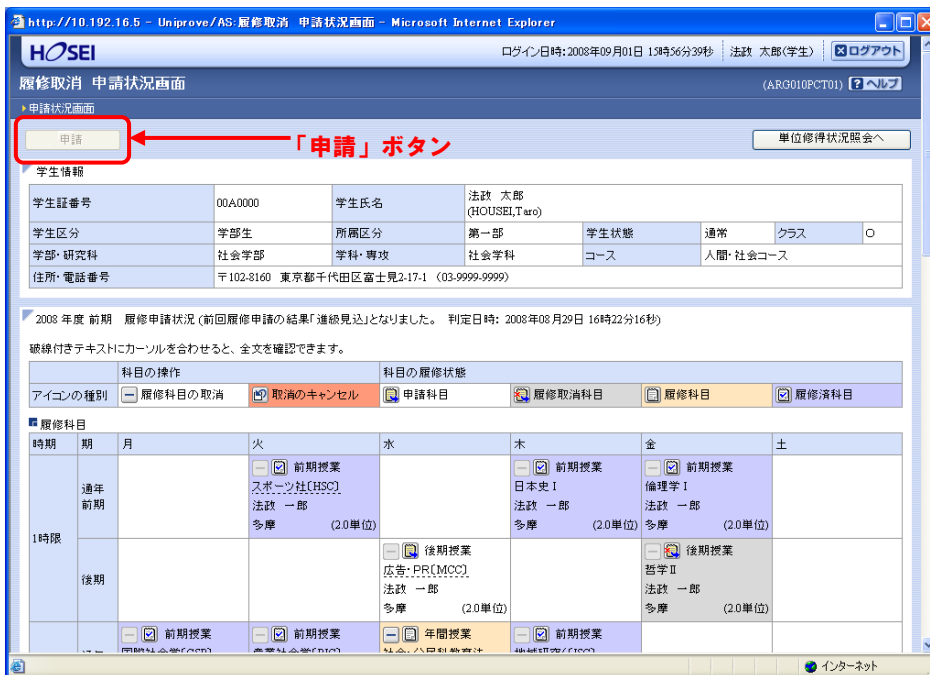 http://10.192.16.5 - Uniprove/AS:履修取消 申請状況画面 - Microsoft Internet Explorer
HOSEI ログイン日時:2008年09月01日 15時56分39秒 法政 太郎(学生) ログアウト
履修取消 申請状況画面 (ARG010PCT01) ?ヘルプ
申請状況画面
申請 「申請」ボタン 単位修得状況照会へ
学生情報
学生証番号 00A0000 学生氏名 法政 太郎
(HOUSEI,Taro)
学生区分 学部生 所属区分 第一部 学生状態 通常 クラス O
学部・研究科 社会学部 学科・専攻 社会学科 コース 人間・社会コース
住所・電話番号 〒102-8160 東京都千代田区富士見2-17-1 (03-9999-9999)
2008 年度 前期 履修申請状況 (前回履修申請の結果「進級見込」となりました。 判定日時: 2008年08月29日 16時22分16秒)
破線付きテキストにカーソルを合わせると、全文を確認できます。
科目の操作 科目の履修状態
アイコンの種別 履修科目の取消 取消のキャンセル 申請科目 履修取消科目 履修科目 履修済科目
履修科目
時期 期 月 火 水 木 金 土
1時限
通年
前期
前期授業 前期授業 前期授業
スポーツ社[HSC] 日本史Ⅰ 倫理学Ⅰ
法政 一郎 法政 一郎 法政 一郎
多摩 (2.0単位) 多摩 (2.0単位) 多摩 (2.0単位)
後期
後期授業 後期授業
広告・PR[MCC] 哲学Ⅱ
法政 一郎 法政 一郎
多摩 (2.0単位) 多摩 (2.0単位)
前期授業 前期授業 年間授業 前期授業
インターネット